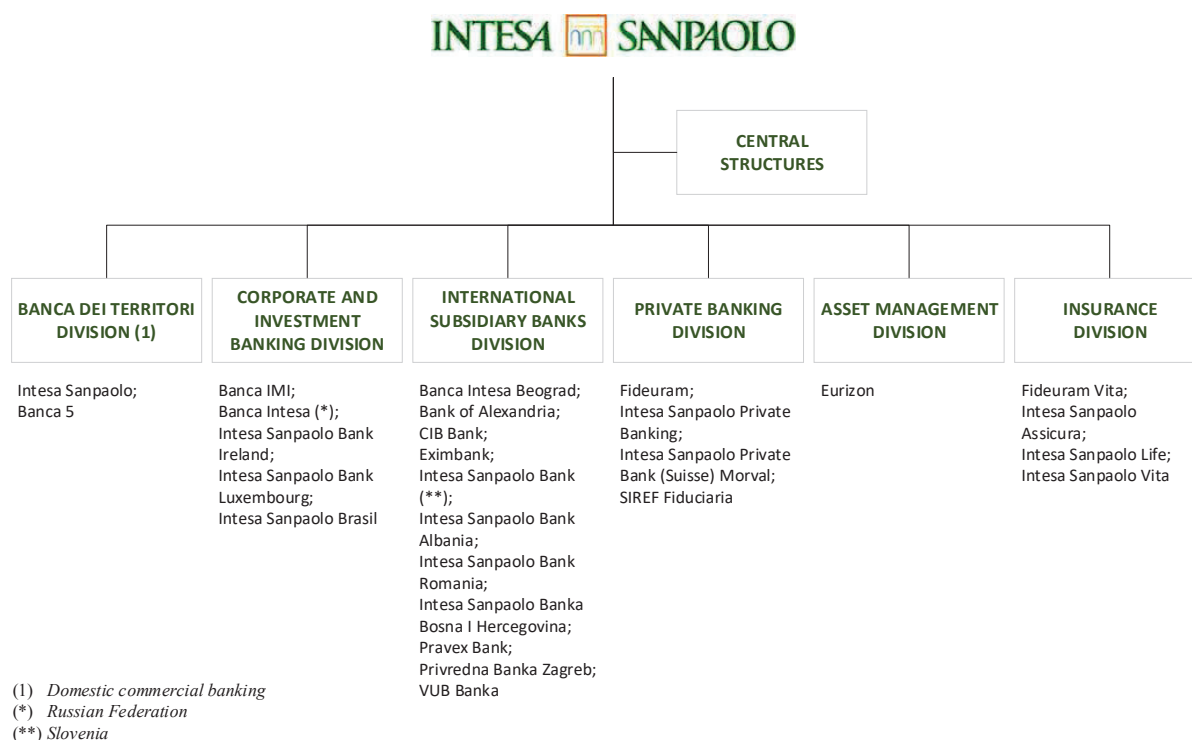 INTESA SANPAOLO
CENTRAL
STRUCTURES
BANCA DEI TERRITORI
DIVISION (1)
CORPORATE AND
INVESTMENT
BANKING DIVISION
INTERNATIONAL
SUBSIDIARY BANKS
DIVISION
PRIVATE BANKING
DIVISION
ASSET MANAGEMENT
DIVISION
INSURANCE
DIVISION
Intesa Sanpaolo;
Banca 5
Banca IMI;
Banca Intesa (*);
Intesa Sanpaolo Bank
Ireland;
Intesa Sanpaolo Bank
Luxembourg;
Intesa Sanpaolo Brasil
Banca Intesa Beograd;
Bank of Alexandria;
CIB Bank;
Eximbank;
Intesa Sanpaolo Bank
(**);
Intesa Sanpaolo Bank
Albania;
Intesa Sanpaolo Bank
Romania;
Intesa Sanpaolo Banka
Bosna I Hercegovina;
Pravex Bank;
Privredna Banka Zagreb;
VUB Banka
Fideuram;
Intesa Sanpaolo Private
Banking;
Intesa Sanpaolo Private
Bank (Suisse) Morval;
SIREF Fiduciaria
Eurizon
Fideuram Vita;
Intesa Sanpaolo
Assicura;
Intesa Sanpaolo Life;
Intesa Sanpaolo Vita
(1) Domestic commercial banking
(*) Russian Federation
(**) Slovenia